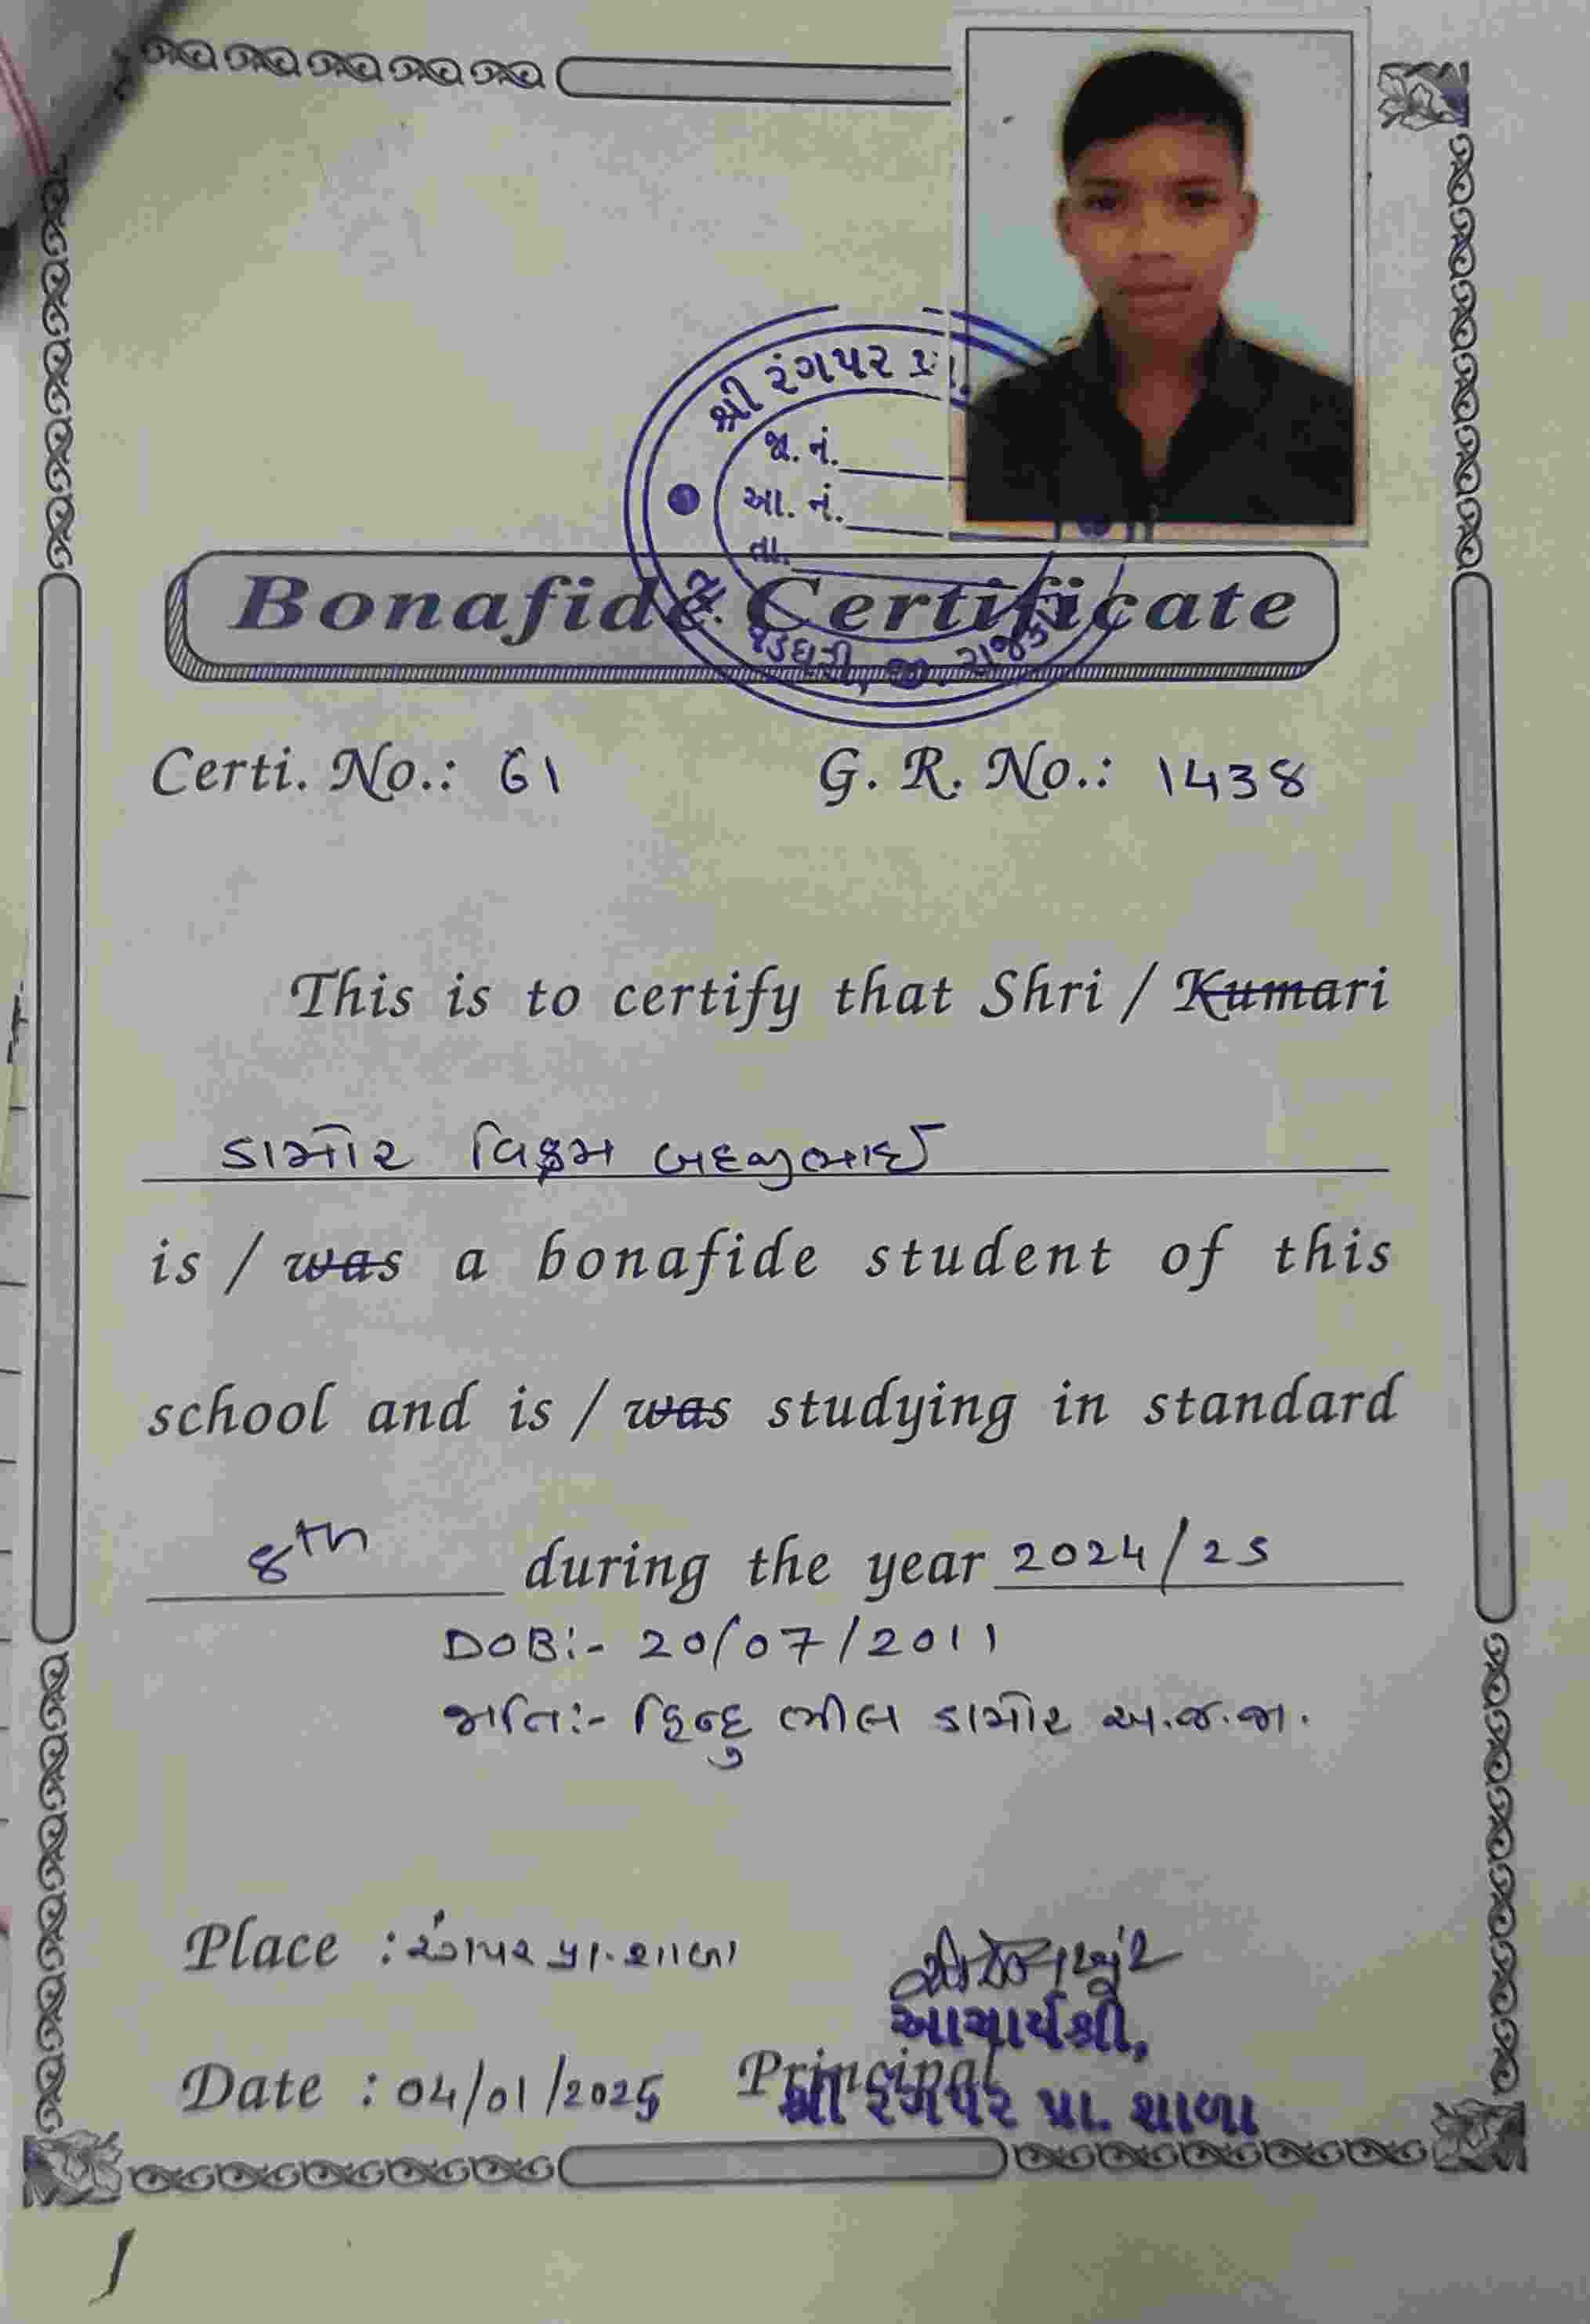 શ્રી રંગપર પ્રા.
જા. નં.
આ. નં.
તા.
જી. રાજકોટ
Bonafide Certificate
Certi. No.: 61 G. R. No.: 1438
This is to certify that Shri / Kumari
ડામોર વિક્રમ બદજીભાઈ
is / was a bonafide student of this
school and is / was studying in standard
8th during the year 2024/25
DOB:- 20/07/2011
જાતિ:- હિન્દુ ભીલ ડામોર અ.જ.જા.
Place : રંગપર પ્રા. શાળા
આચાર્યશ્રી,
Date : 04/01/2025 Principal
શ્રી રંગપર પ્રા. શાળા